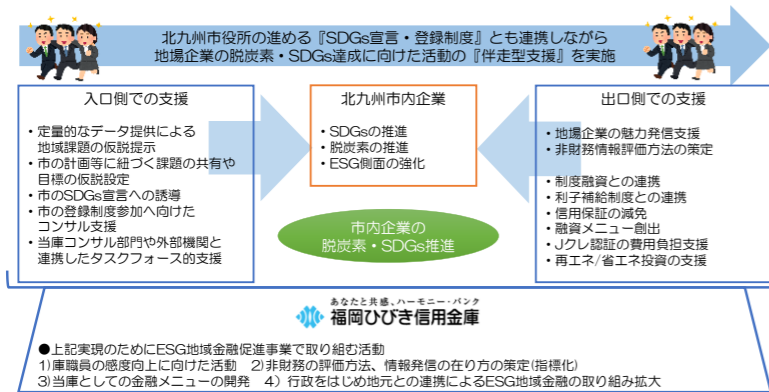 北九州市役所の進める『SDGs宣言・登録制度』とも連携しながら
地場企業の脱炭素・SDGs達成に向けた活動の『伴走型支援』を実施
入口側での支援
・定量的なデータ提供による
地域課題の仮説提示
・市の計画等に紐づく課題の共有や
目標の仮説設定
・市のSDGs宣言への誘導
・市の登録制度参加へ向けた
コンサル支援
・当庫コンサル部門や外部機関と
連携したタスクフォース的支援
北九州市内企業
・SDGsの推進
・脱炭素の推進
・ESG側面の強化
市内企業の
脱炭素・SDGs推進
出口側での支援
・地場企業の魅力発信支援
・非財務情報評価方法の策定
・制度融資との連携
・利子補給制度との連携
・信用保証の減免
・融資メニュー創出
・Jクレ認証の費用負担支援
・再エネ/省エネ投資の支援
あなたと共感、ハーモニー・バンク
福岡ひびき信用金庫
●上記実現のためにESG地域金融促進事業で取り組む活動
1)庫職員の感度向上に向けた活動　2)非財務の評価方法、情報発信の在り方の策定(指標化)
3)当庫としての金融メニューの開発　4）行政をはじめ地元との連携によるESG地域金融の取り組み拡大